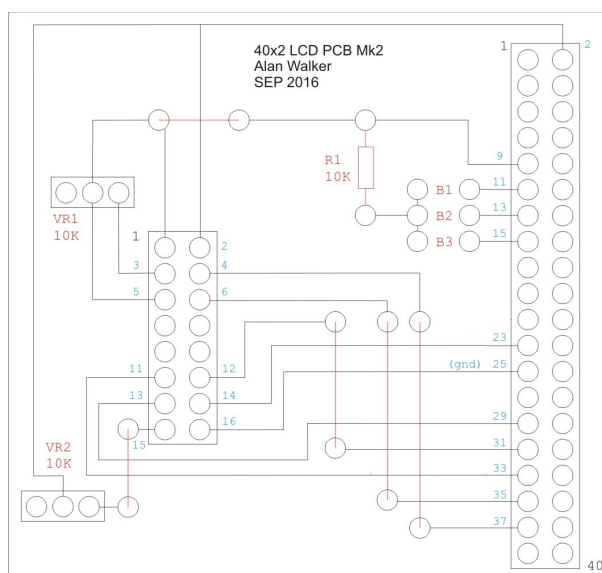 40x2 LCD PCB Mk2
Alan Walker
SEP 2016
1 2
9
R1
10K
11
B1
13
B2
15
B3
VR1
10K
1 2
3 4
5 6
23
(gnd) 25
11 12
13 14
15 16
29
31
33
35
37
VR2
10K
40